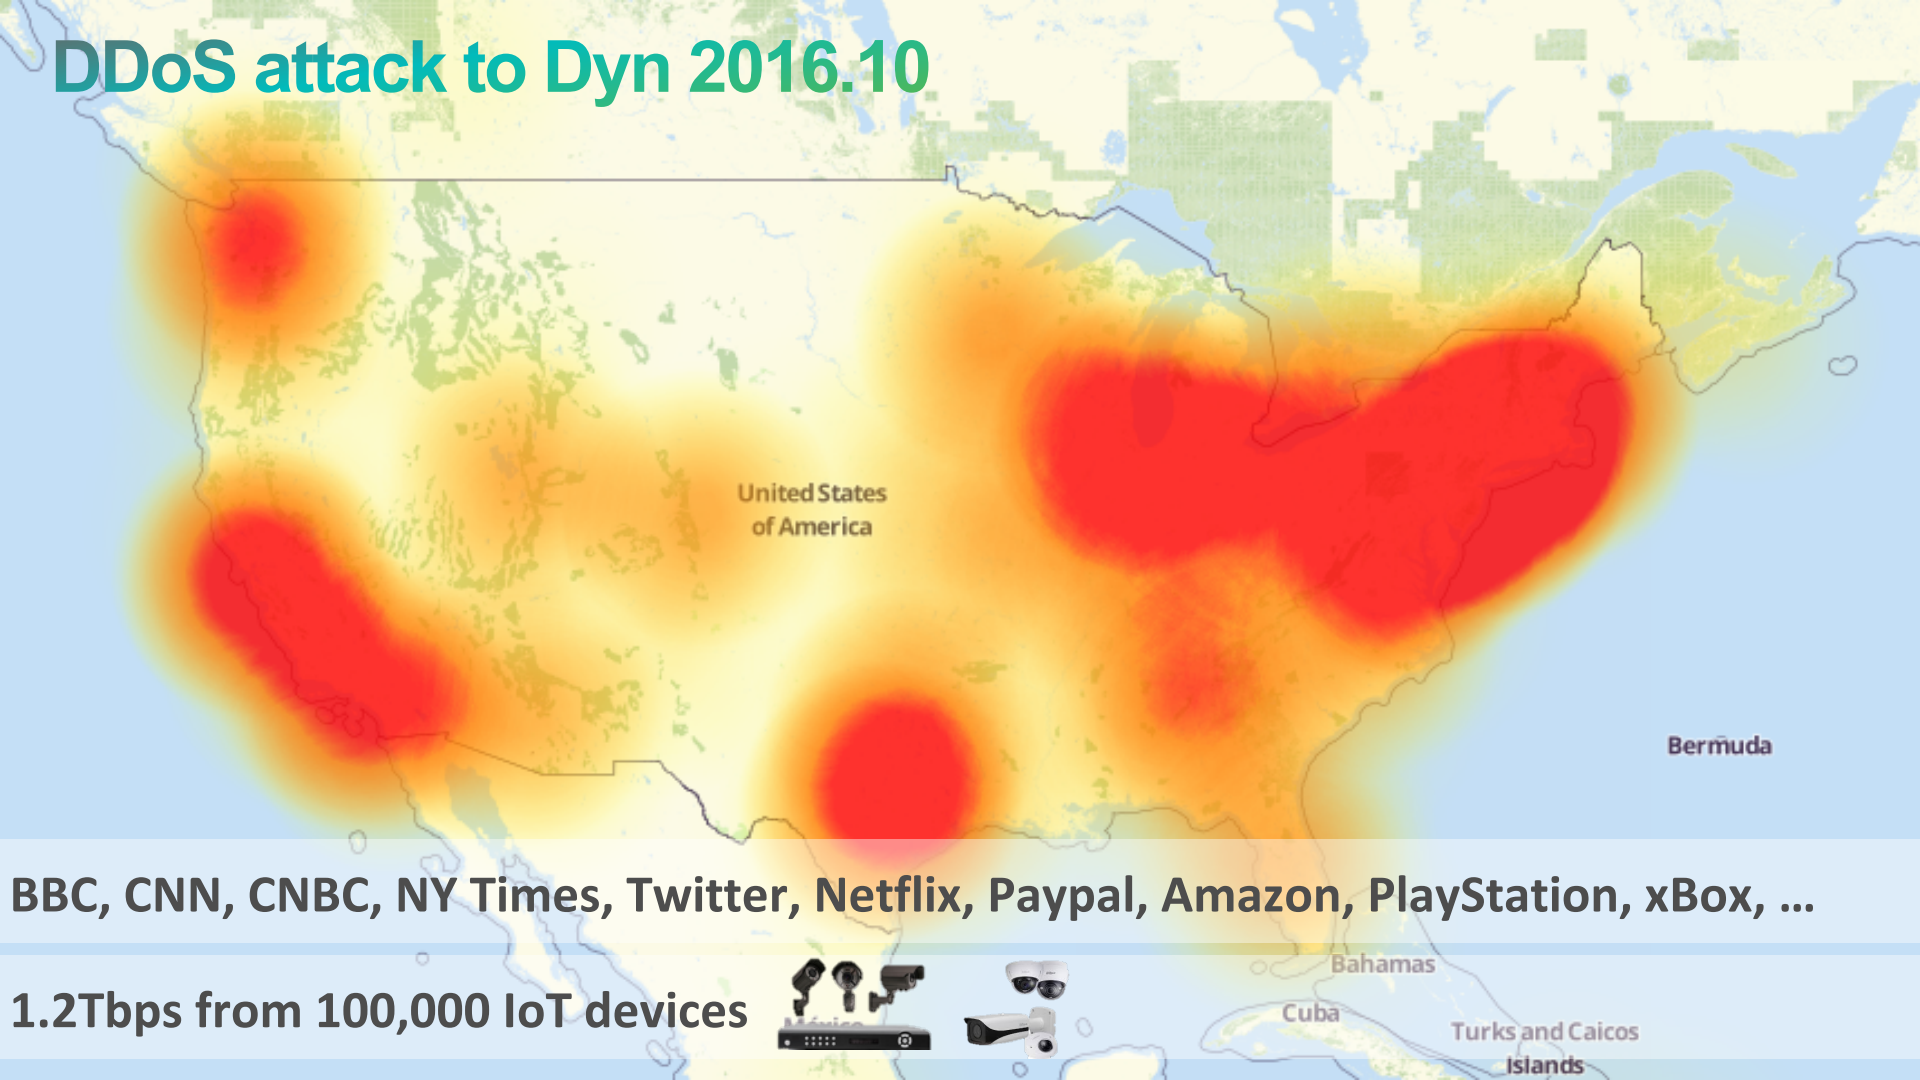 DDoS attack to Dyn 2016.10
United States
of America
Bermuda
BBC, CNN, CNBC, NY Times, Twitter, Netflix, Paypal, Amazon, PlayStation, xBox, ...
Bahamas
1.2Tbps from 100,000 IoT devices
México
Cuba
Turks and Caicos
Islands